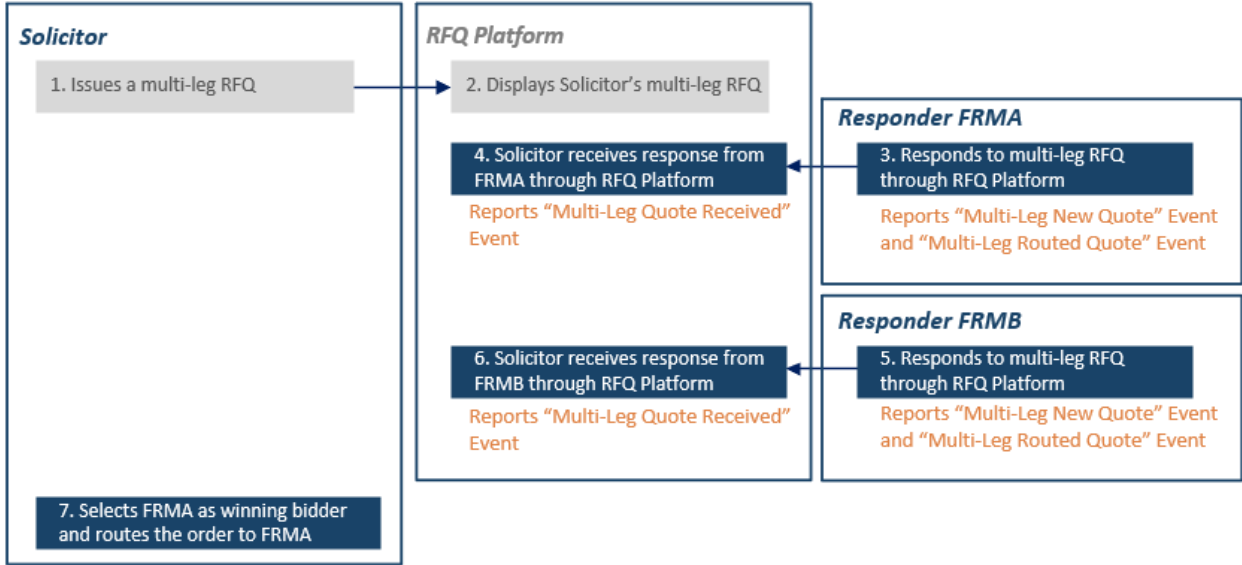 Solicitor
1. Issues a multi-leg RFQ
RFQ Platform
2. Displays Solicitor's multi-leg RFQ
Responder FRMA
3. Responds to multi-leg RFQ
through RFQ Platform
Reports “Multi-Leg New Quote” Event
and “Multi-Leg Routed Quote” Event
4. Solicitor receives response from
FRMA through RFQ Platform
Reports “Multi-Leg Quote Received”
Event
Responder FRMB
5. Responds to multi-leg RFQ
through RFQ Platform
Reports “Multi-Leg New Quote” Event
and “Multi-Leg Routed Quote” Event
6. Solicitor receives response from
FRMB through RFQ Platform
Reports “Multi-Leg Quote Received”
Event
7. Selects FRMA as winning bidder
and routes the order to FRMA